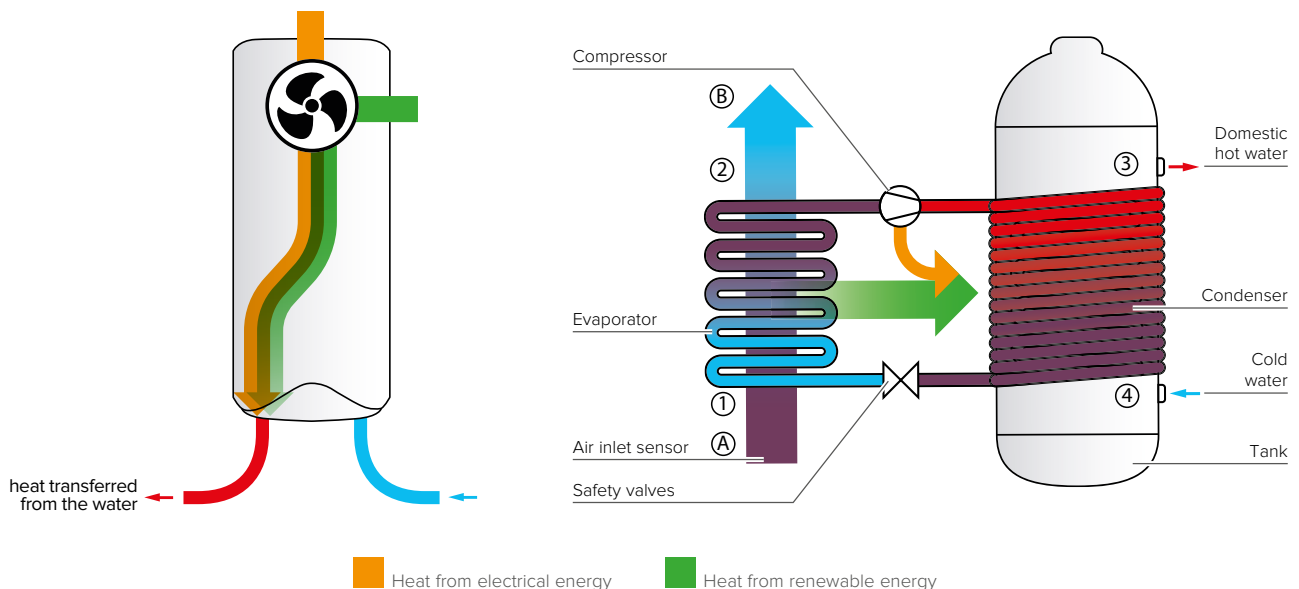 Compressor
B
Domestic
hot water
2
3
Evaporator
Condenser
Cold
water
1
4
A
Air inlet sensor
Tank
Safety valves
heat transferred
from the water
Heat from electrical energy
Heat from renewable energy